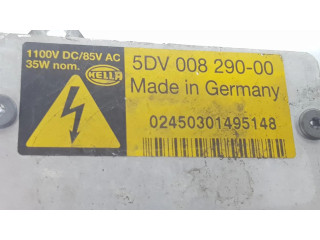 1100V DC/85V AC
35W nom.
HELLA
5DV 008 290-00
Made in Germany
02450301495148